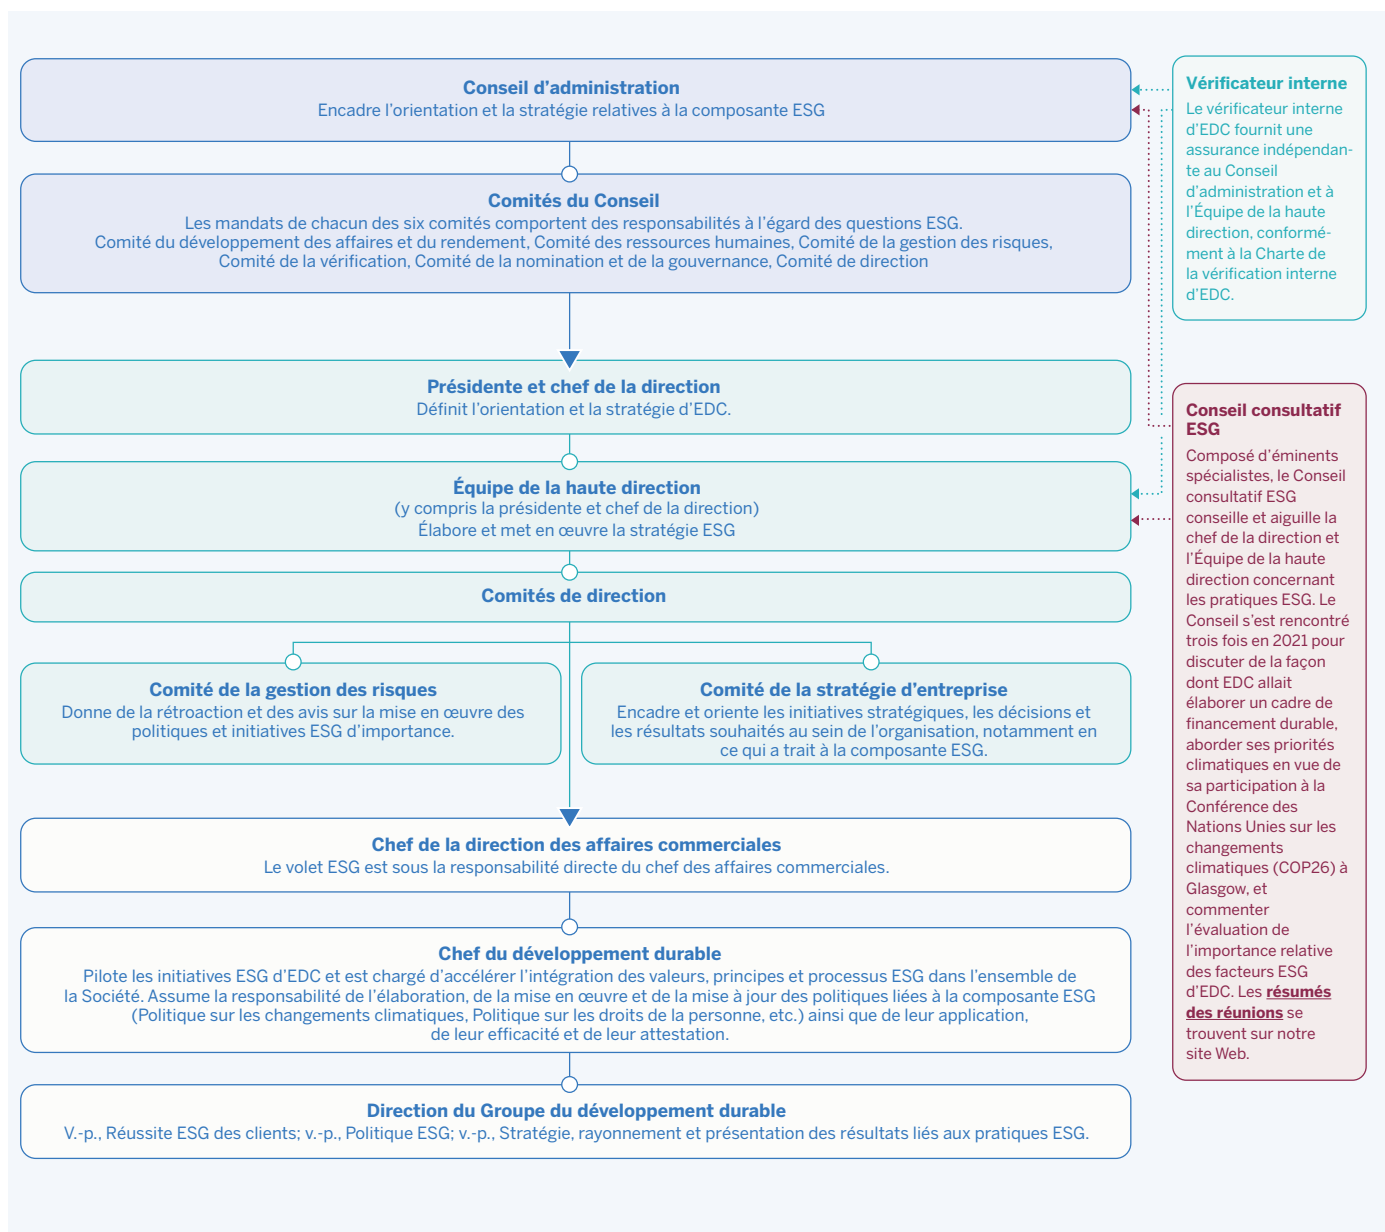 Conseil d’administration
Encadre l’orientation et la stratégie relatives à la composante ESG
Comités du Conseil
Les mandats de chacun des six comités comportent des responsabilités à l’égard des questions ESG.
Comité du développement des affaires et du rendement, Comité des ressources humaines, Comité de la gestion des risques,
Comité de la vérification, Comité de la nomination et de la gouvernance, Comité de direction
Présidente et chef de la direction
Définit l’orientation et la stratégie d’EDC.
Équipe de la haute direction
(y compris la présidente et chef de la direction)
Élabore et met en œuvre la stratégie ESG
Comités de direction
Comité de la gestion des risques
Donne de la rétroaction et des avis sur la mise en œuvre des
politiques et initiatives ESG d’importance.
Comité de la stratégie d’entreprise
Encadre et oriente les initiatives stratégiques, les décisions et
les résultats souhaités au sein de l’organisation, notamment en
ce qui a trait à la composante ESG.
Chef de la direction des affaires commerciales
Le volet ESG est sous la responsabilité directe du chef des affaires commerciales.
Chef du développement durable
Pilote les initiatives ESG d’EDC et est chargé d’accélérer l’intégration des valeurs, principes et processus ESG dans l’ensemble de
la Société. Assume la responsabilité de l’élaboration, de la mise en œuvre et de la mise à jour des politiques liées à la composante ESG
(Politique sur les changements climatiques, Politique sur les droits de la personne, etc.) ainsi que de leur application,
de leur efficacité et de leur attestation.
Direction du Groupe du développement durable
V.-p., Réussite ESG des clients; v.-p., Politique ESG; v.-p., Stratégie, rayonnement et présentation des résultats liés aux pratiques ESG.
Vérificateur interne
Le vérificateur interne
d’EDC fournit une
assurance indépendan-
te au Conseil
d’administration et à
l’Équipe de la haute
direction, conformé-
ment à la Charte de
la vérification interne
d’EDC.
Conseil consultatif
ESG
Composé d’éminents
spécialistes, le Conseil
consultatif ESG
conseille et aiguille la
chef de la direction et
l’Équipe de la haute
direction concernant
les pratiques ESG. Le
Conseil s’est rencontré
trois fois en 2021 pour
discuter de la façon
dont EDC allait
élaborer un cadre de
financement durable,
aborder ses priorités
climatiques en vue de
sa participation à la
Conférence des
Nations Unies sur les
changements
climatiques (COP26) à
Glasgow, et
commenter
l’évaluation de
l’importance relative
des facteurs ESG
d’EDC. Les résumés
des réunions se
trouvent sur notre
site Web.